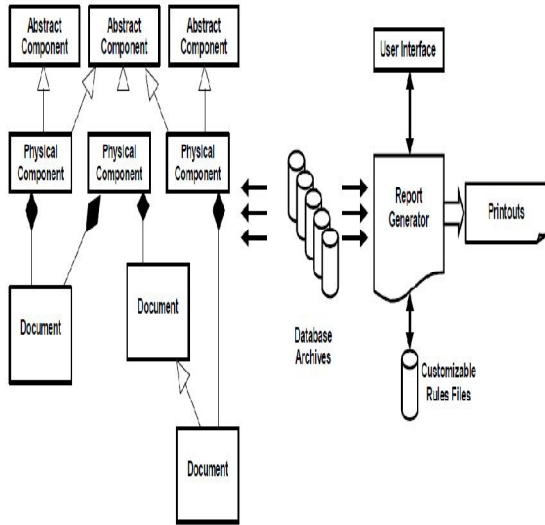 Abstract
Component
Abstract
Component
Abstract
Component
Physical
Component
Physical
Component
Physical
Component
Document
Document
Document
Database
Archives
User Interface
Report
Generator
Printouts
Customizable
Rules Files